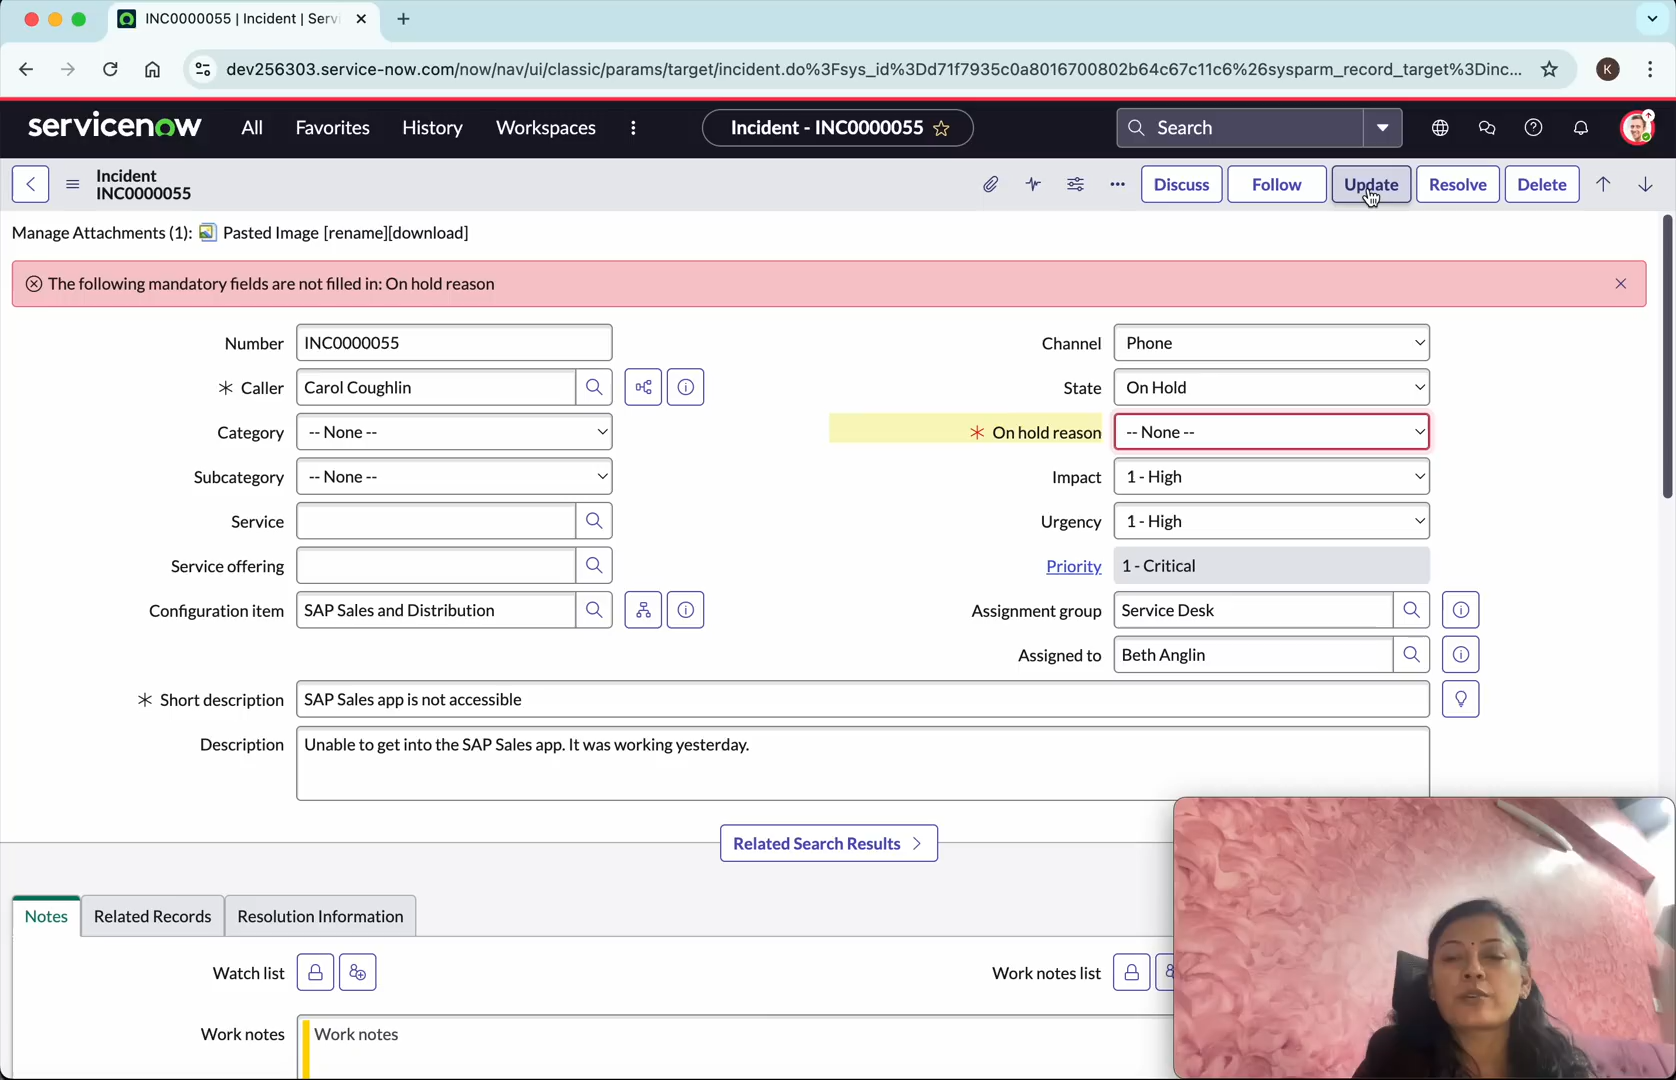 INC0000055 | Incident | Serv
dev256303.service-now.com/now/nav/ui/classic/params/target/incident.do%3Fsys_id%3Dd71f7935c0a8016700802b64c67c11c6%26sysparm_record_target%3Dinc...
K
servicenow
All
Favorites
History
Workspaces
Incident - INC0000055
Search
Incident
INC0000055
Discuss
Follow
Update
Resolve
Delete
Manage Attachments (1): Pasted Image [rename][download]
The following mandatory fields are not filled in: On hold reason
Number INC0000055
Channel Phone
Caller Carol Coughlin
State On Hold
Category -- None --
On hold reason -- None --
Subcategory -- None --
Impact 1 - High
Service
Urgency 1 - High
Service offering
Priority 1 - Critical
Configuration item SAP Sales and Distribution
Assignment group Service Desk
Assigned to Beth Anglin
Short description SAP Sales app is not accessible
Description Unable to get into the SAP Sales app. It was working yesterday.
Related Search Results
Notes
Related Records
Resolution Information
Watch list
Work notes list
Work notes Work notes